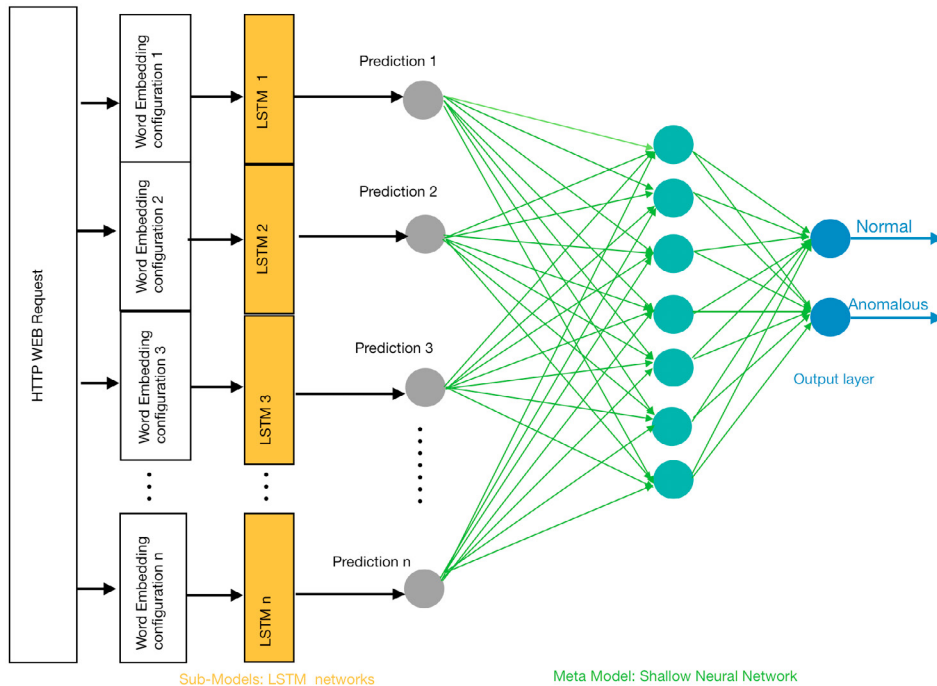 HTTP WEB Request
Word Embedding
configuration 1
LSTM 1
Prediction 1
Word Embedding
configuration 2
LSTM 2
Prediction 2
Word Embedding
configuration 3
LSTM 3
Prediction 3
Word Embedding
configuration n
LSTM n
Prediction n
Normal
Anomalous
Output layer
Sub-Models: LSTM networks
Meta Model: Shallow Neural Network